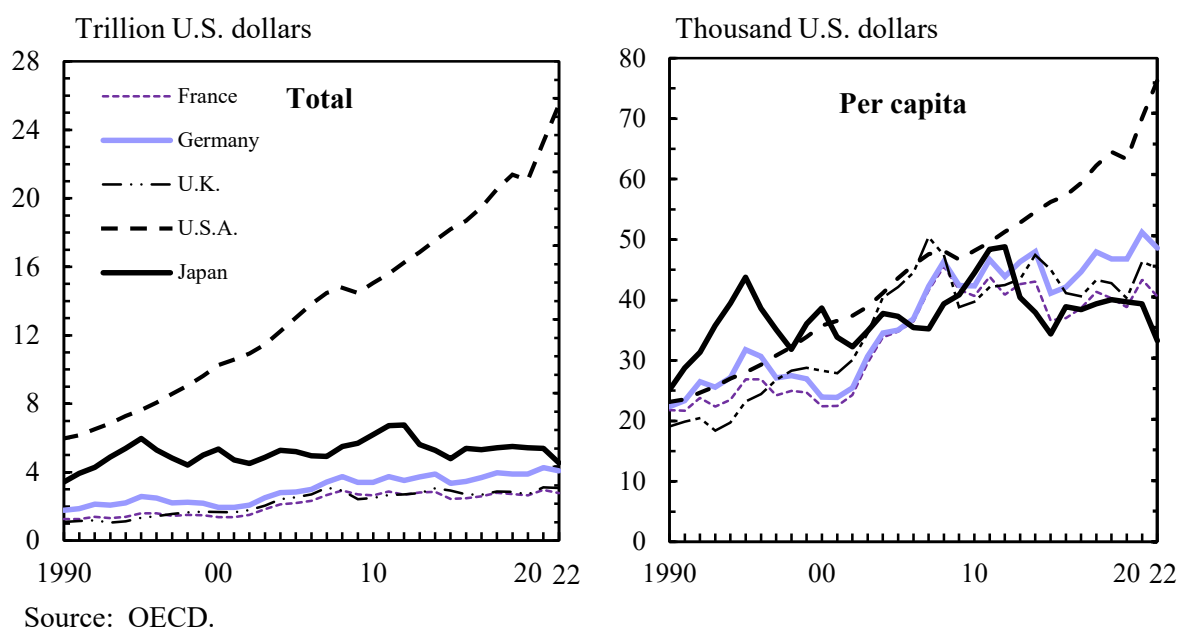 Trillion U.S. dollars
28
24
20
16
12
8
4
0
1990 00 10 20 22
Total
France
Germany
U.K.
U.S.A.
Japan
Thousand U.S. dollars
80
70
60
50
40
30
20
10
0
1990 00 10 20 22
Per capita
Source: OECD.